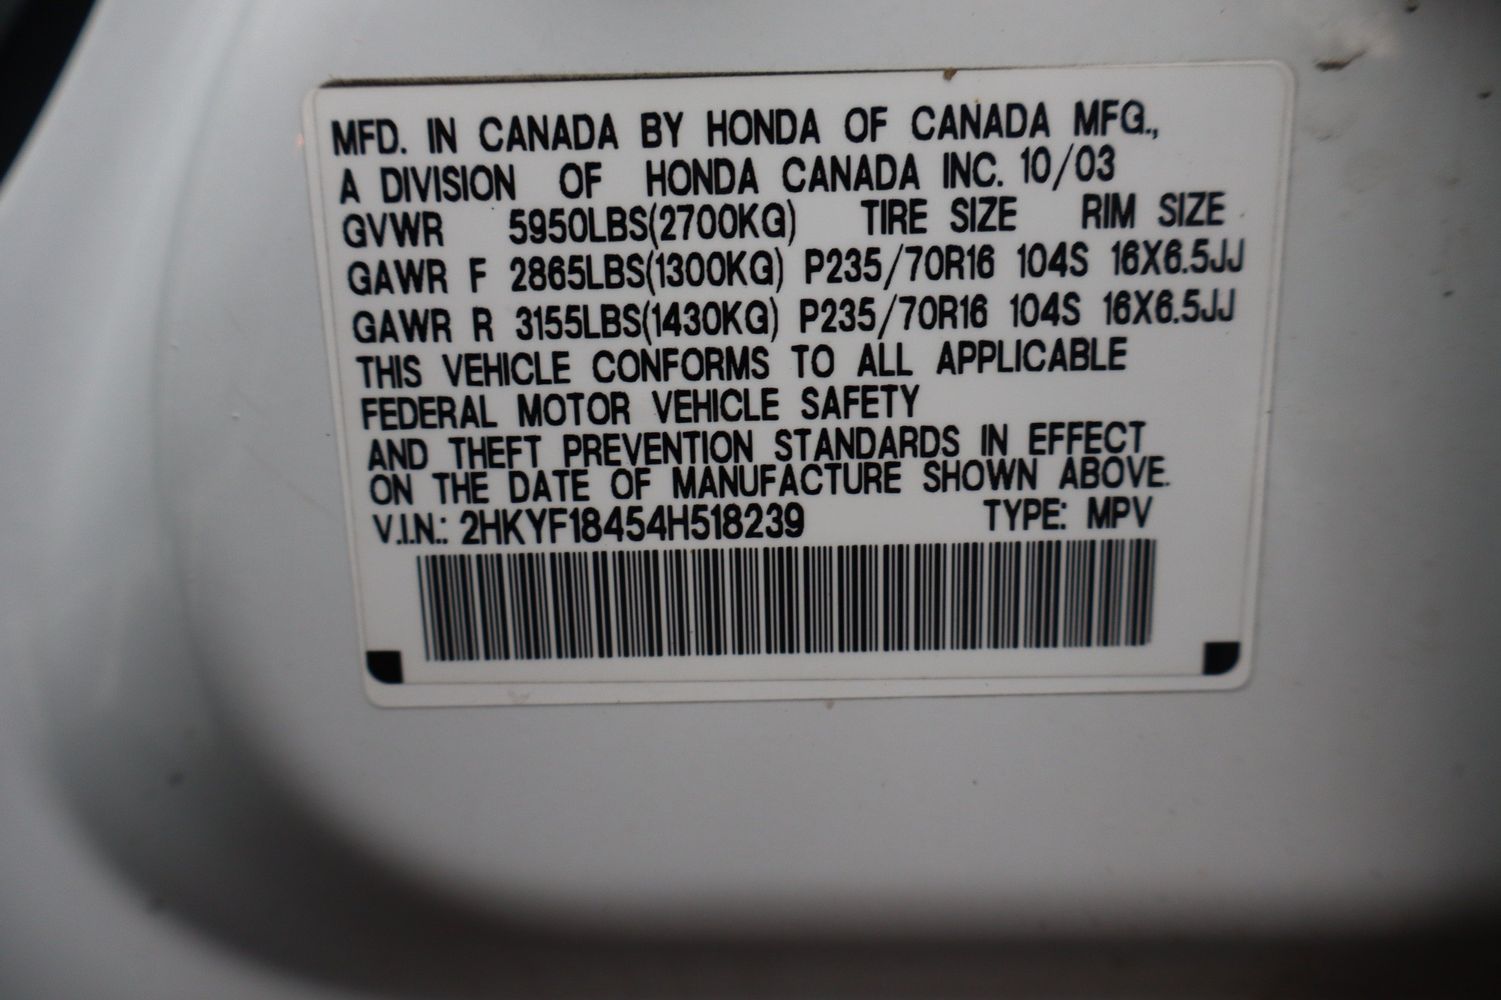 MFD. IN CANADA BY HONDA OF CANADA MFG.,
A DIVISION OF HONDA CANADA INC. 10/03
GVWR 5950LBS(2700KG) TIRE SIZE RIM SIZE
GAWR F 2865LBS(1300KG) P235/70R16 104S 16X6.5JJ
GAWR R 3155LBS(1430KG) P235/70R16 104S 16X6.5JJ
THIS VEHICLE CONFORMS TO ALL APPLICABLE
FEDERAL MOTOR VEHICLE SAFETY
AND THEFT PREVENTION STANDARDS IN EFFECT
ON THE DATE OF MANUFACTURE SHOWN ABOVE.
V.I.N.: 2HKYF18454H518239 TYPE: MPV